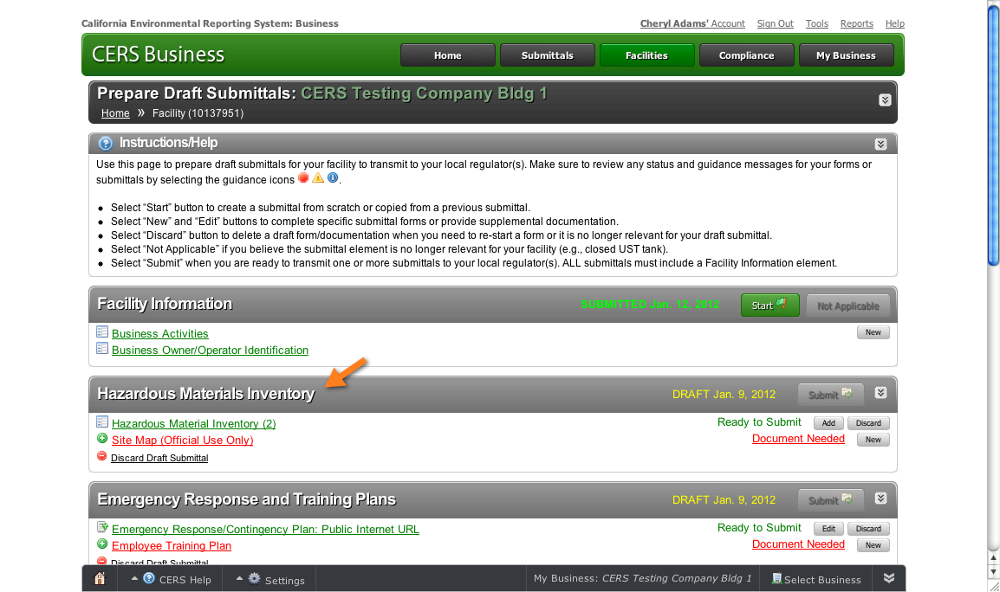 California Environmental Reporting System: Business
Cheryl Adams' Account Sign Out Tools Reports Help
CERS Business
Home Submittals Facilities Compliance My Business
Prepare Draft Submittals: CERS Testing Company Bldg 1
Home » Facility (10137951)
Instructions/Help
Use this page to prepare draft submittals for your facility to transmit to your local regulator(s). Make sure to review any status and guidance messages for your forms or
submittals by selecting the guidance icons .
• Select “Start” button to create a submittal from scratch or copied from a previous submittal.
• Select “New” and “Edit” buttons to complete specific submittal forms or provide supplemental documentation.
• Select “Discard” button to delete a draft form/documentation when you need to re-start a form or it is no longer relevant for your draft submittal.
• Select “Not Applicable” if you believe the submittal element is no longer relevant for your facility (e.g., closed UST tank).
• Select “Submit” when you are ready to transmit one or more submittals to your local regulator(s). ALL submittals must include a Facility Information element.
Facility Information SUBMITTED Jan. 12, 2012 Start Not Applicable
Business Activities New
Business Owner/Operator Identification
Hazardous Materials Inventory DRAFT Jan. 9, 2012 Submit
Hazardous Material Inventory (2) Ready to Submit Add Discard
Site Map (Official Use Only) Document Needed New
Discard Draft Submittal
Emergency Response and Training Plans DRAFT Jan. 9, 2012 Submit
Emergency Response/Contingency Plan: Public Internet URL Ready to Submit Edit Discard
Employee Training Plan Document Needed New
Discard Draft Submittal
CERS Help Settings My Business: CERS Testing Company Bldg 1 Select Business